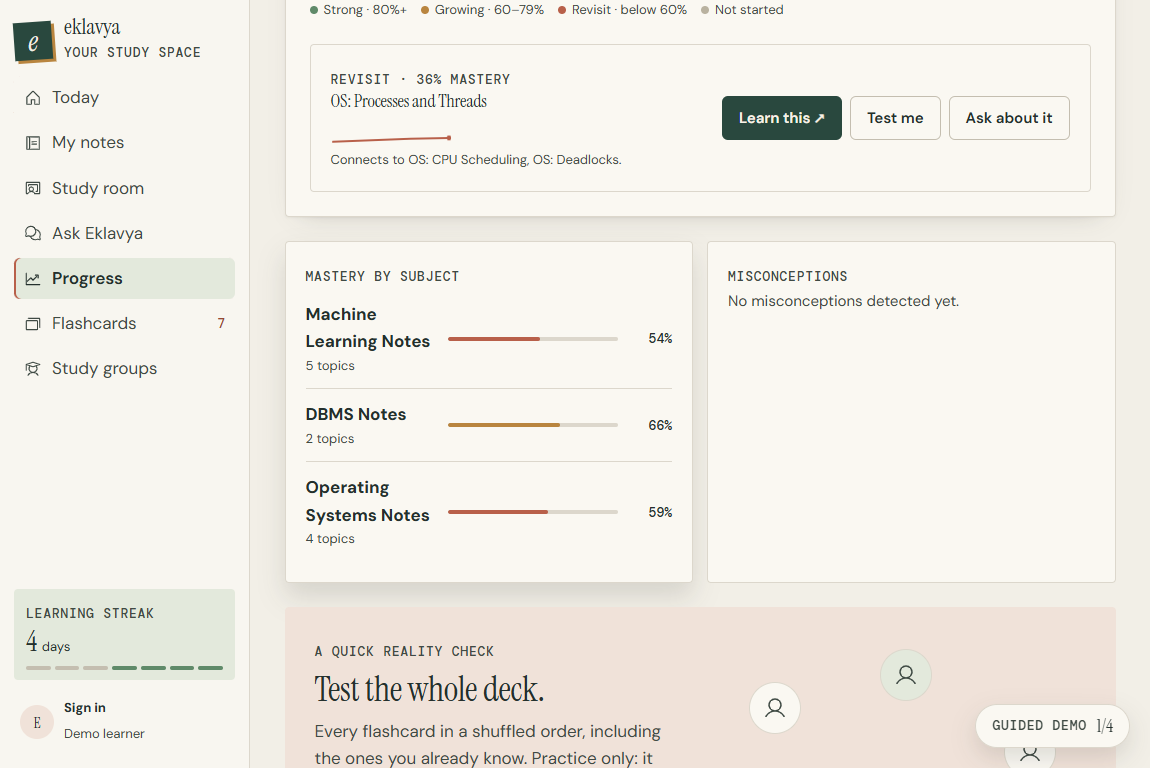 e
eklavya
YOUR STUDY SPACE
Today
My notes
Study room
Ask Eklavya
Progress
Flashcards 7
Study groups
LEARNING STREAK
4 days
E
Sign in
Demo learner
Strong · 80%+ Growing · 60–79% Revisit · below 60% Not started
REVISIT · 36% MASTERY
OS: Processes and Threads
Connects to OS: CPU Scheduling, OS: Deadlocks.
Learn this ↗ Test me Ask about it
MASTERY BY SUBJECT
Machine
Learning Notes 54%
5 topics
DBMS Notes 66%
2 topics
Operating
Systems Notes 59%
4 topics
MISCONCEPTIONS
No misconceptions detected yet.
A QUICK REALITY CHECK
Test the whole deck.
Every flashcard in a shuffled order, including
the ones you already know. Practice only: it
GUIDED DEMO 1/4